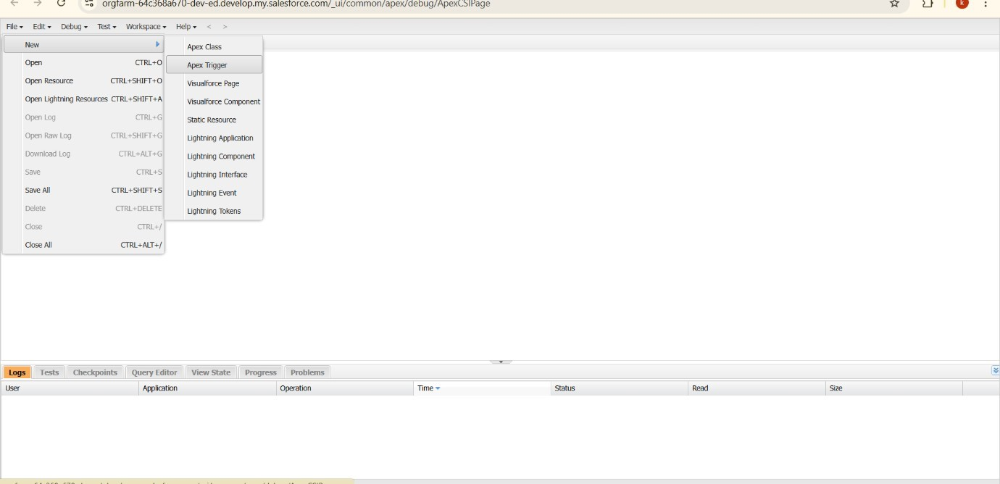 orgfarm-64c368a670-dev-ed.develop.my.salesforce.com/_ui/common/apex/debug/ApexCSIPage
k
File Edit Debug Test Workspace Help < >
New
Open CTRL+O
Open Resource CTRL+SHIFT+O
Open Lightning Resources CTRL+SHIFT+A
Open Log CTRL+G
Open Raw Log CTRL+SHIFT+G
Download Log CTRL+ALT+G
Save CTRL+S
Save All CTRL+SHIFT+S
Delete CTRL+DELETE
Close CTRL+/
Close All CTRL+ALT+/
Apex Class
Apex Trigger
Visualforce Page
Visualforce Component
Static Resource
Lightning Application
Lightning Component
Lightning Interface
Lightning Event
Lightning Tokens
Logs Tests Checkpoints Query Editor View State Progress Problems
User Application Operation Time Status Read Size